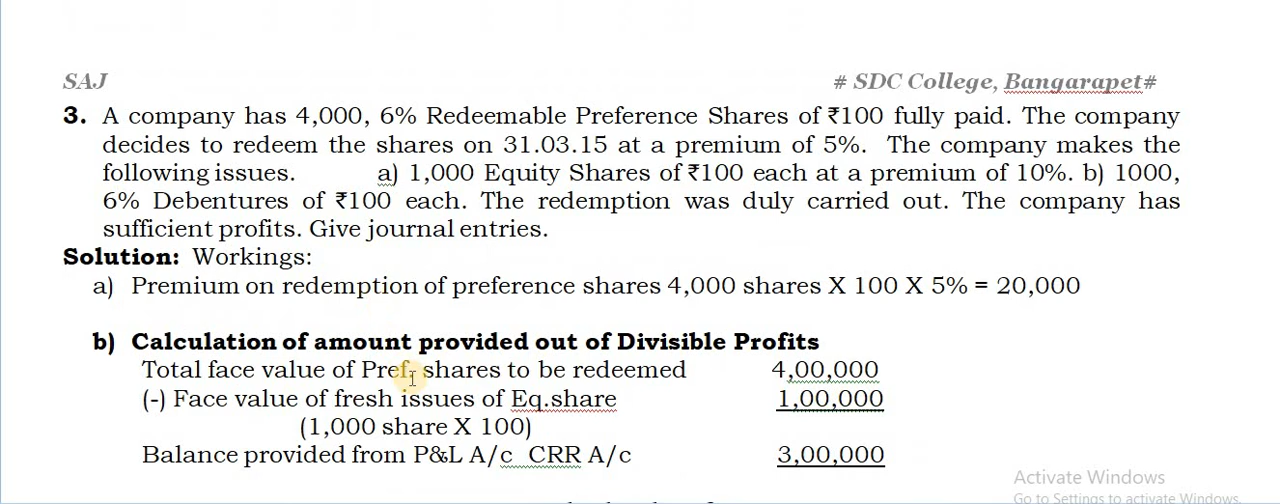 SAJ # SDC College, Bangarapet#
3. A company has 4,000, 6% Redeemable Preference Shares of ₹100 fully paid. The company
decides to redeem the shares on 31.03.15 at a premium of 5%. The company makes the
following issues. a) 1,000 Equity Shares of ₹100 each at a premium of 10%. b) 1000,
6% Debentures of ₹100 each. The redemption was duly carried out. The company has
sufficient profits. Give journal entries.
Solution: Workings:
a) Premium on redemption of preference shares 4,000 shares X 100 X 5% = 20,000
b) Calculation of amount provided out of Divisible Profits
Total face value of Pref. shares to be redeemed 4,00,000
(-) Face value of fresh issues of Eq.share 1,00,000
(1,000 share X 100)
Balance provided from P&L A/c CRR A/c 3,00,000
Activate Windows
Go to Settings to activate Windows.